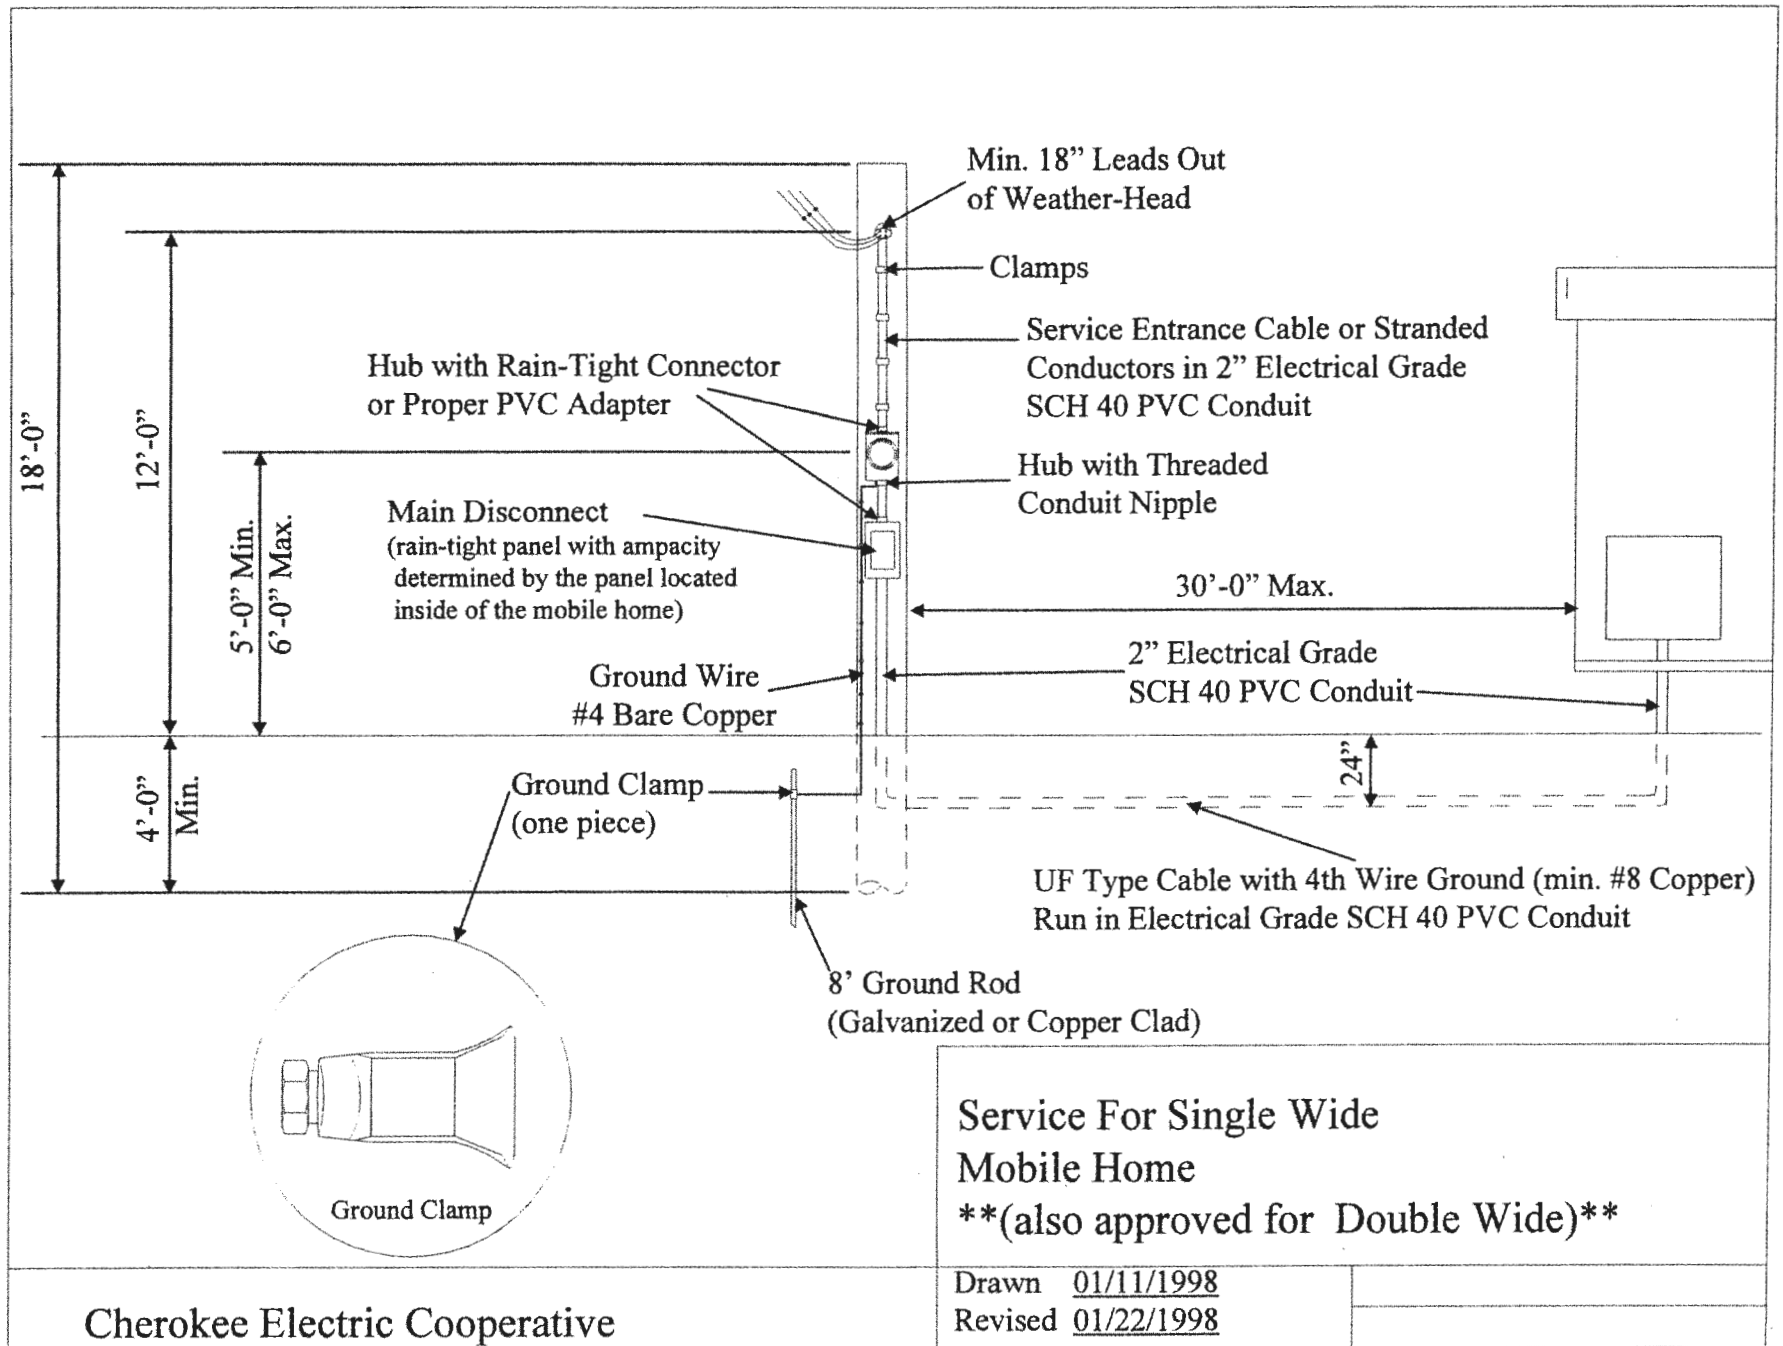 Min. 18” Leads Out
of Weather-Head
Clamps
Service Entrance Cable or Stranded
Conductors in 2” Electrical Grade
SCH 40 PVC Conduit
Hub with Rain-Tight Connector
or Proper PVC Adapter
18’-0”
12’-0”
5’-0” Min.
6’-0” Max.
Hub with Threaded
Conduit Nipple
Main Disconnect
(rain-tight panel with ampacity
determined by the panel located
inside of the mobile home)
30’-0” Max.
2” Electrical Grade
SCH 40 PVC Conduit
Ground Wire
#4 Bare Copper
4’-0”
Min.
24”
Ground Clamp
(one piece)
UF Type Cable with 4th Wire Ground (min. #8 Copper)
Run in Electrical Grade SCH 40 PVC Conduit
8’ Ground Rod
(Galvanized or Copper Clad)
Ground Clamp
Service For Single Wide
Mobile Home
**(also approved for Double Wide)**
Drawn 01/11/1998
Revised 01/22/1998
Cherokee Electric Cooperative